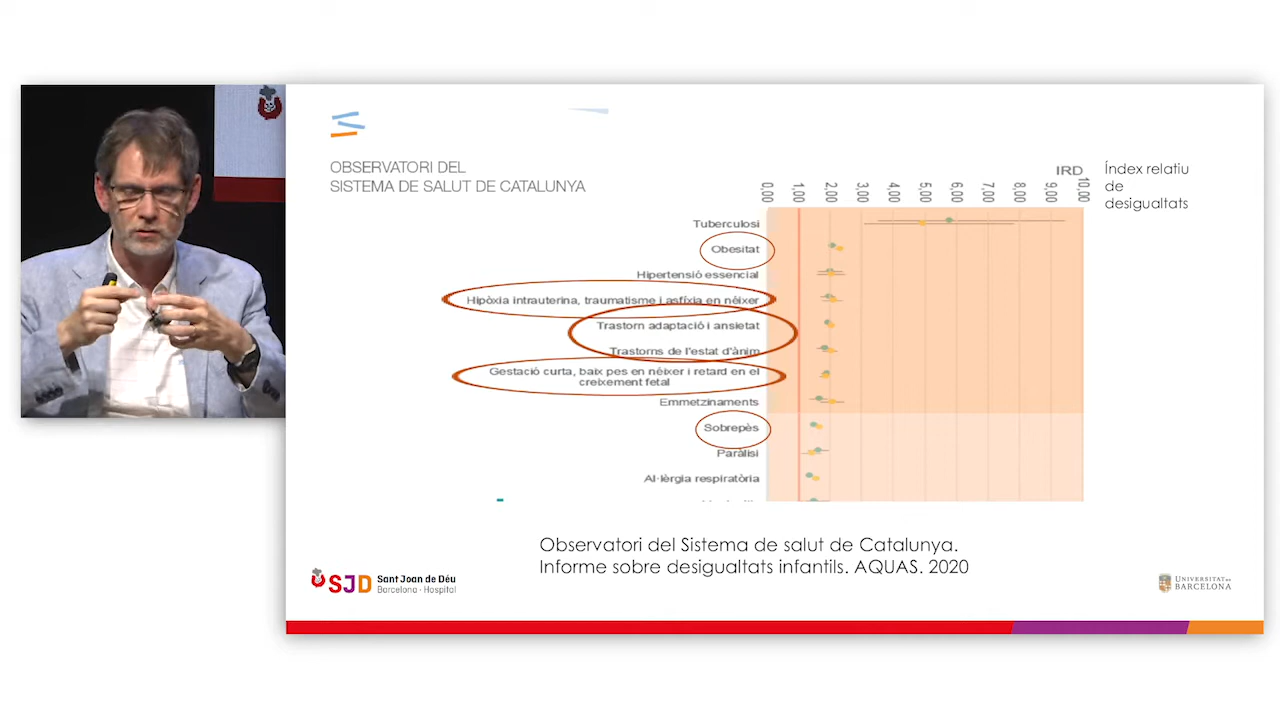 OBSERVATORI DEL
SISTEMA DE SALUT DE CATALUNYA
IRD
Índex relatiu
de
desigualtats
0,00 1,00 2,00 3,00 4,00 5,00 6,00 7,00 8,00 9,00 10,00
Tuberculosi
Obesitat
Hipertensió essencial
Hipòxia intrauterina, traumatisme i asfíxia en néixer
Trastorn adaptació i ansietat
Trastorns de l'estat d'ànim
Gestació curta, baix pes en néixer i retard en el
creixement fetal
Emmetzinaments
Sobrepès
Paràlisi
Al·lèrgia respiratòria
Observatori del Sistema de salut de Catalunya.
Informe sobre desigualtats infantils. AQUAS. 2020
SJD Sant Joan de Déu
Barcelona · Hospital
UNIVERSITAT DE
BARCELONA